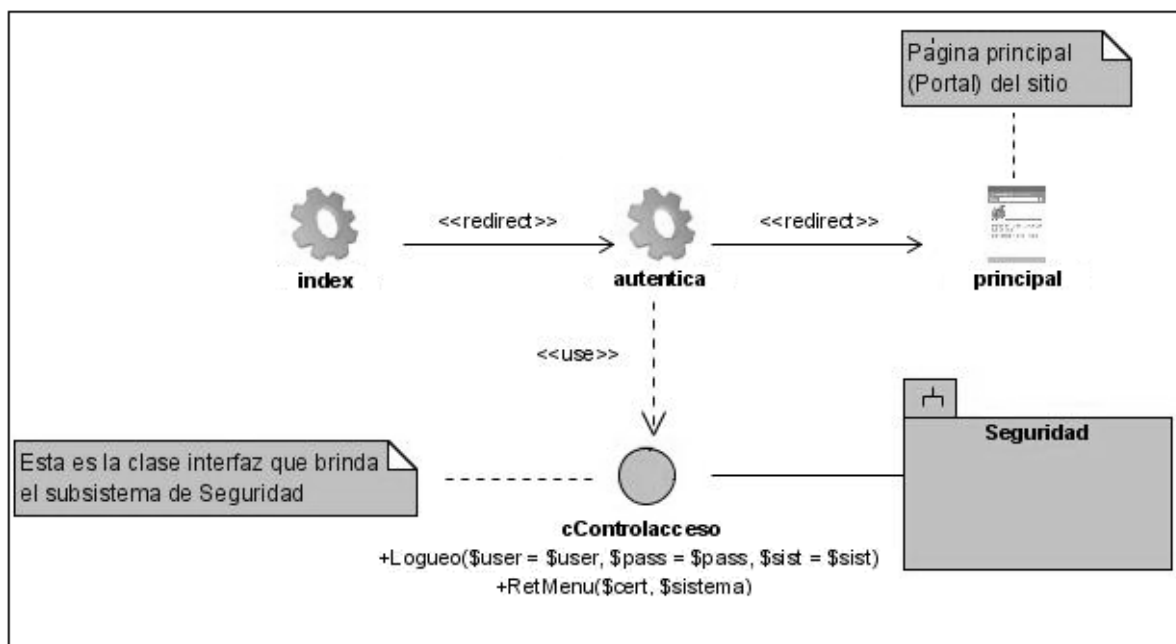 Página principal
(Portal) del sitio
<<redirect>>
<<redirect>>
index
autentica
principal
<<use>>
Seguridad
Esta es la clase interfaz que brinda
el subsistema de Seguridad
cControlacceso
+Logueo($user = $user, $pass = $pass, $sist = $sist)
+RetMenu($cert, $sistema)